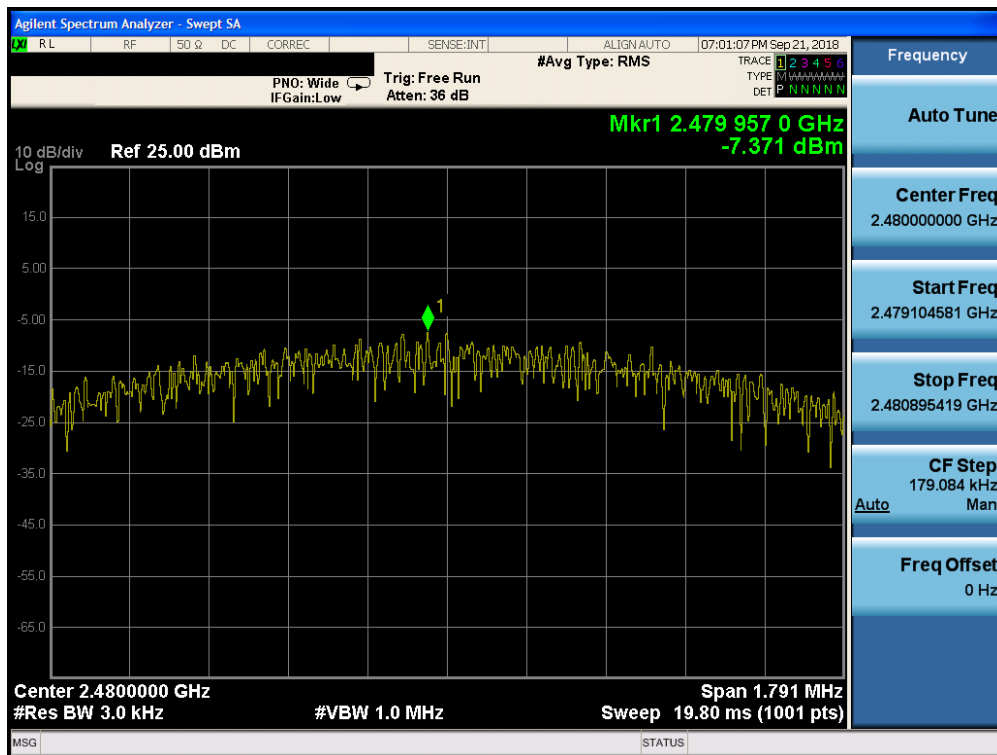 Agilent Spectrum Analyzer - Swept SA
LXI RL RF 50 Ω DC CORREC SENSE:INT ALIGN AUTO 07:01:07 PM Sep 21, 2018
Frequency
#Avg Type: RMS
TRACE 1 2 3 4 5 6
PNO: Wide
Trig: Free Run
TYPE M WWWWW
IFGain:Low
Atten: 36 dB
DET P N N N N N
Auto Tune
Mkr1 2.479 957 0 GHz
-7.371 dBm
10 dB/div Ref 25.00 dBm
Log
15.0
5.00
-5.00
-15.0
-25.0
-35.0
-45.0
-55.0
-65.0
1
Center Freq
2.480000000 GHz
Start Freq
2.479104581 GHz
Stop Freq
2.480895419 GHz
CF Step
179.084 kHz
Auto Man
Freq Offset
0 Hz
Center 2.4800000 GHz Span 1.791 MHz
#Res BW 3.0 kHz #VBW 1.0 MHz Sweep 19.80 ms (1001 pts)
MSG STATUS